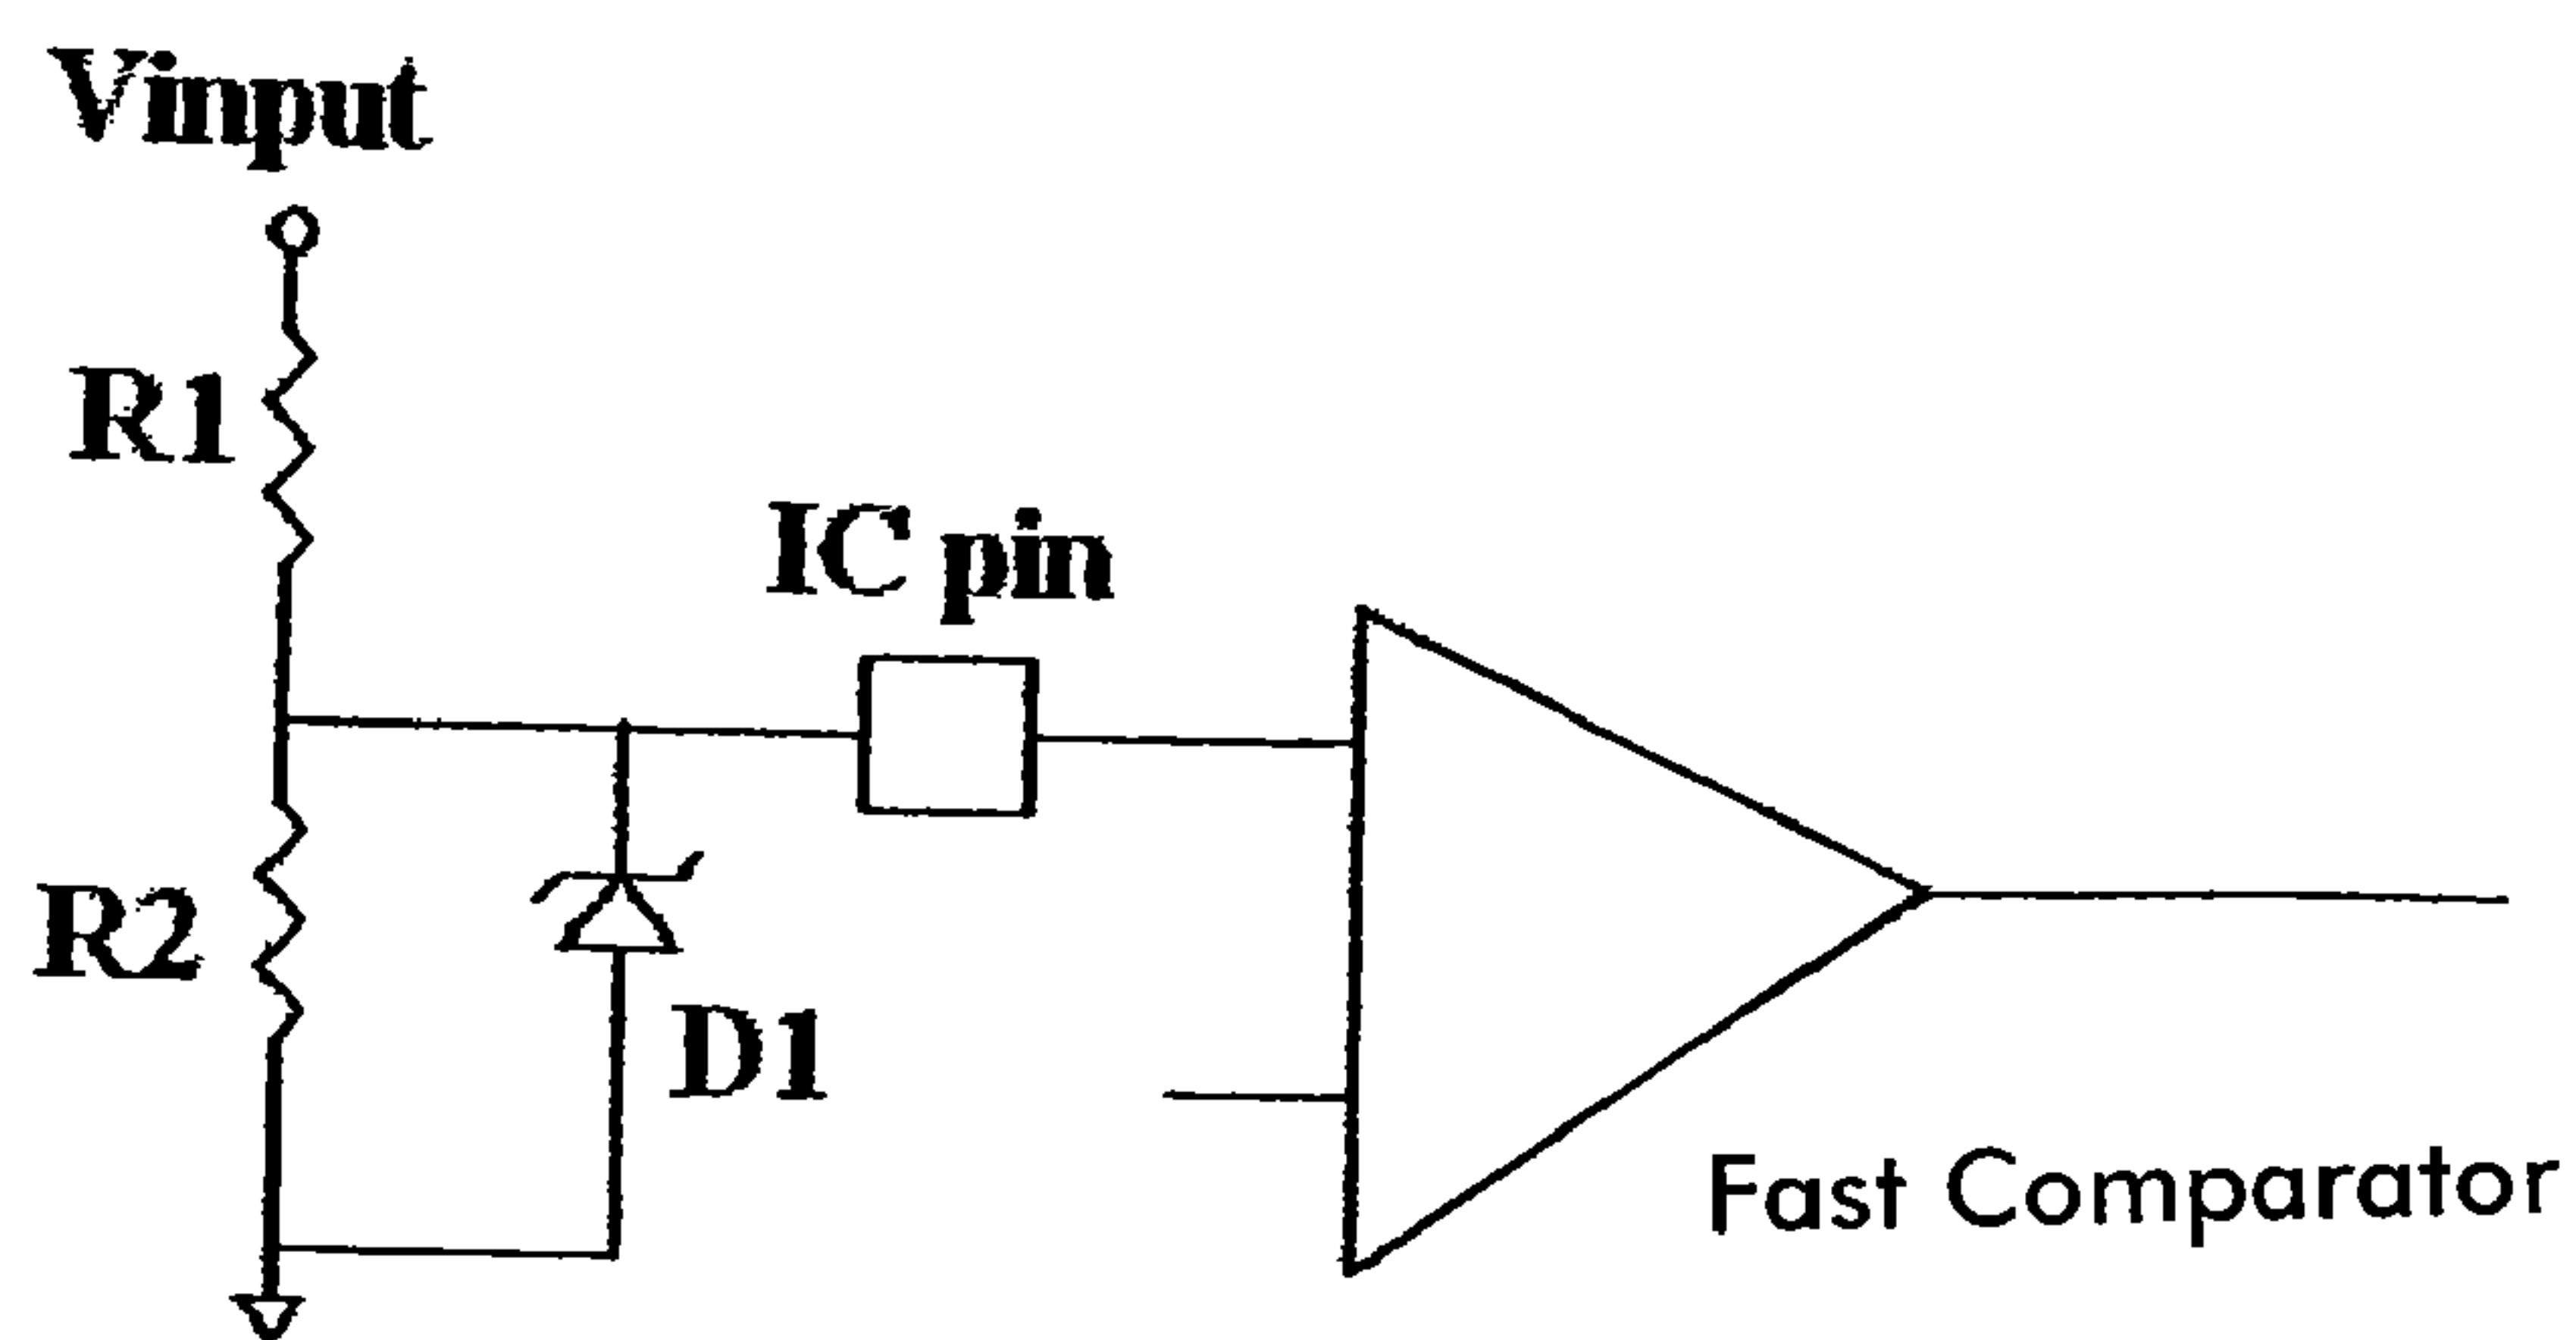 Vinput
R1
IC pin
R2
D1
Fast Comparator